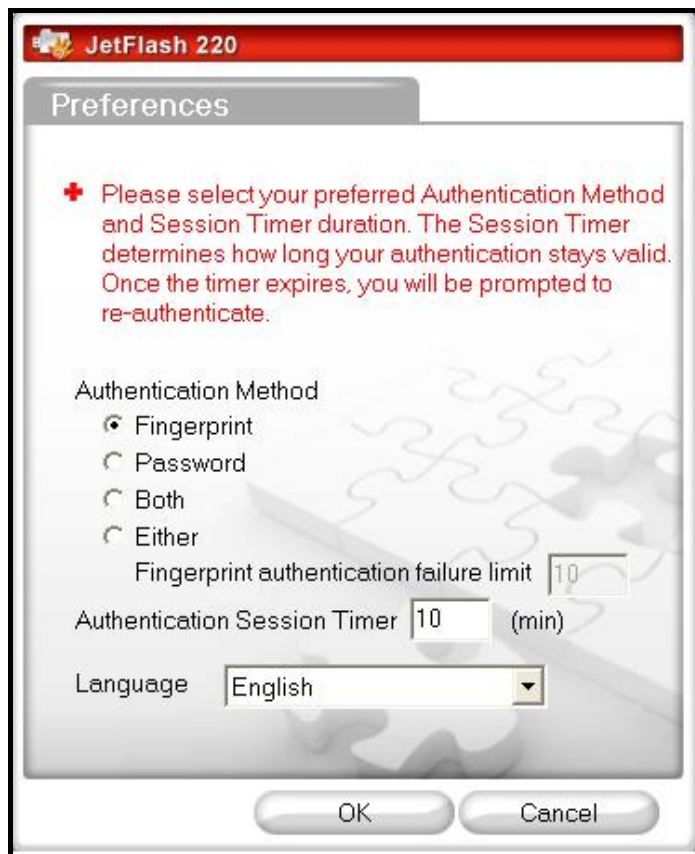 JetFlash 220
Preferences
Please select your preferred Authentication Method
and Session Timer duration. The Session Timer
determines how long your authentication stays valid.
Once the timer expires, you will be prompted to
re-authenticate.
Authentication Method
Fingerprint
Password
Both
Either
Fingerprint authentication failure limit 10
Authentication Session Timer 10 (min)
Language English
OK Cancel